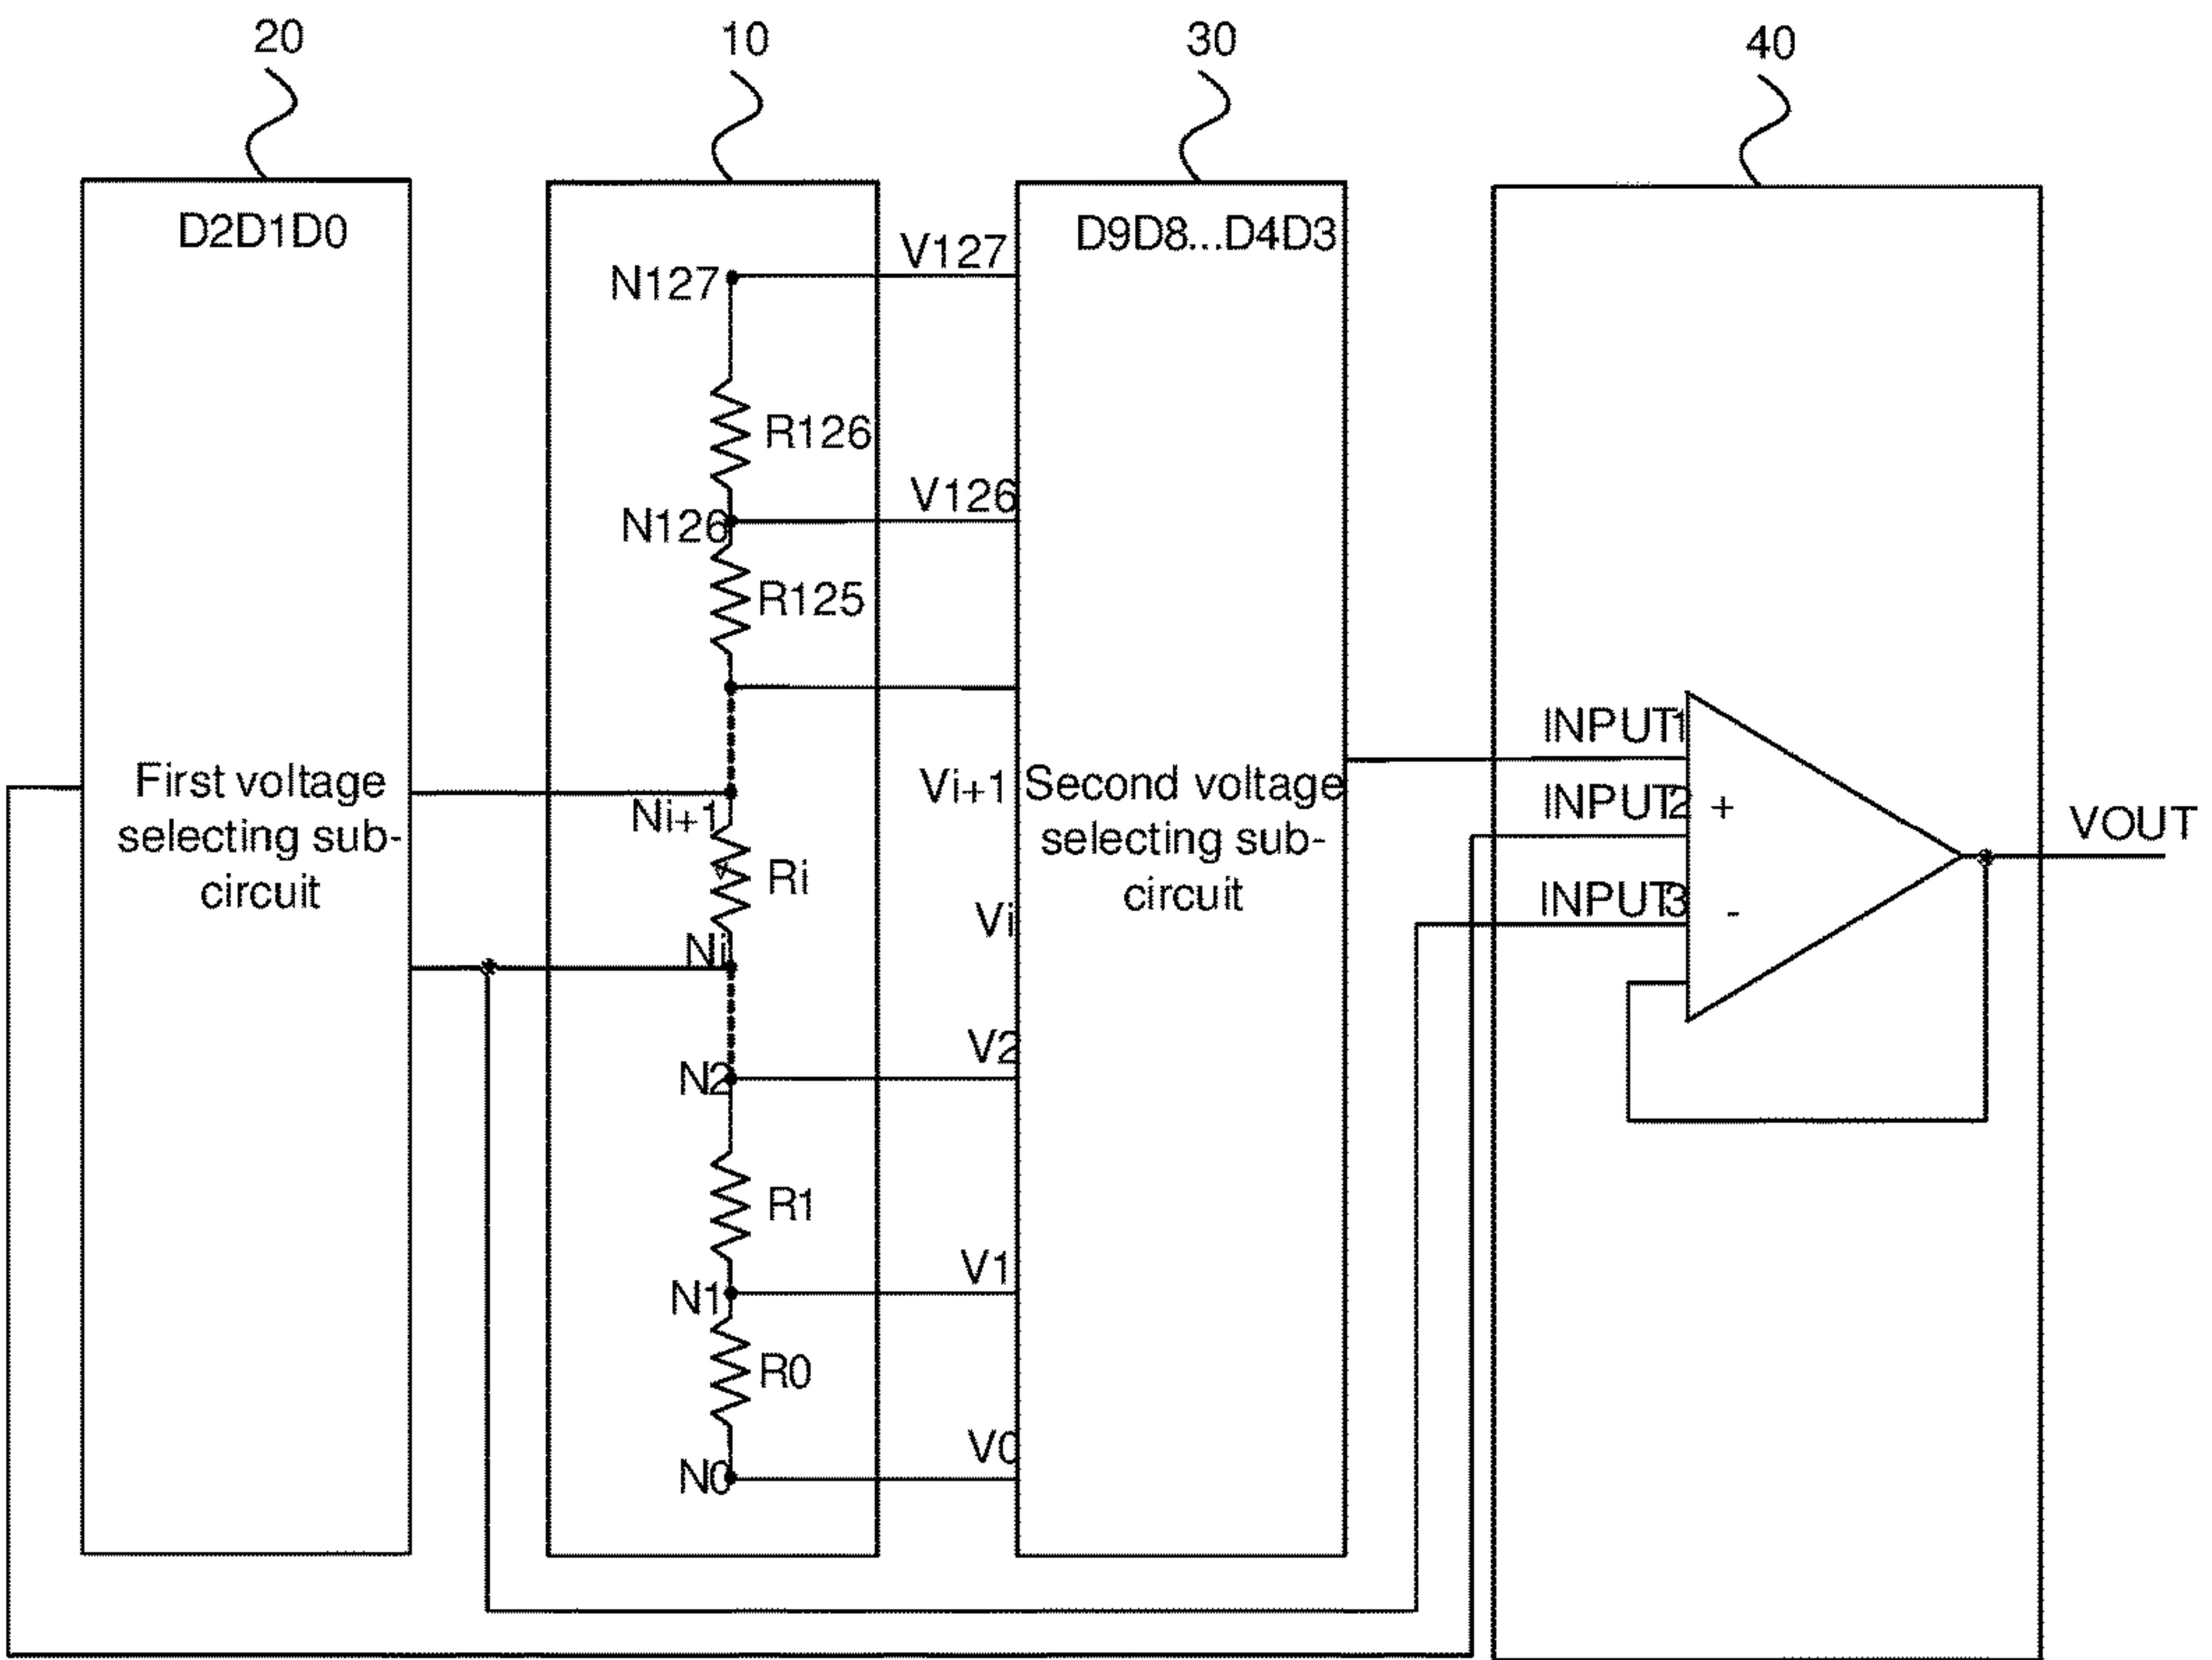 20
10
30
40
D2D1D0
D9D8...D4D3
V127
N127
R126
V126
N126
R125
INPUT1
First voltage
selecting sub-
circuit
Vi+1
Second voltage
selecting sub-
circuit
INPUT2
+
Ni+1
VOUT
Ri
INPUT3
-
Vi
Ni
V2
N2
R1
V1
N1
R0
V0
N0